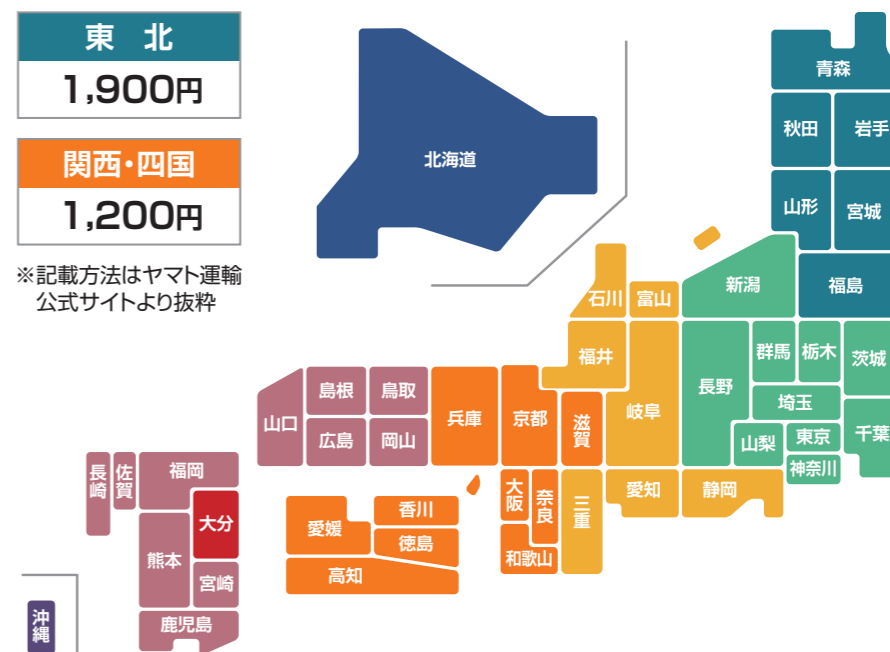 東 北
1,900円
関西・四国
1,200円
※記載方法はヤマト運輸
公式サイトより抜粋
北海道
青森
秋田
岩手
山形
宮城
福島
新潟
石川
富山
福井
群馬
栃木
茨城
長野
埼玉
山梨
東京
千葉
神奈川
岐阜
愛知
静岡
三重
滋賀
京都
兵庫
大阪
奈良
和歌山
鳥取
島根
岡山
広島
山口
香川
愛媛
徳島
高知
福岡
佐賀
長崎
大分
熊本
宮崎
鹿児島
沖縄